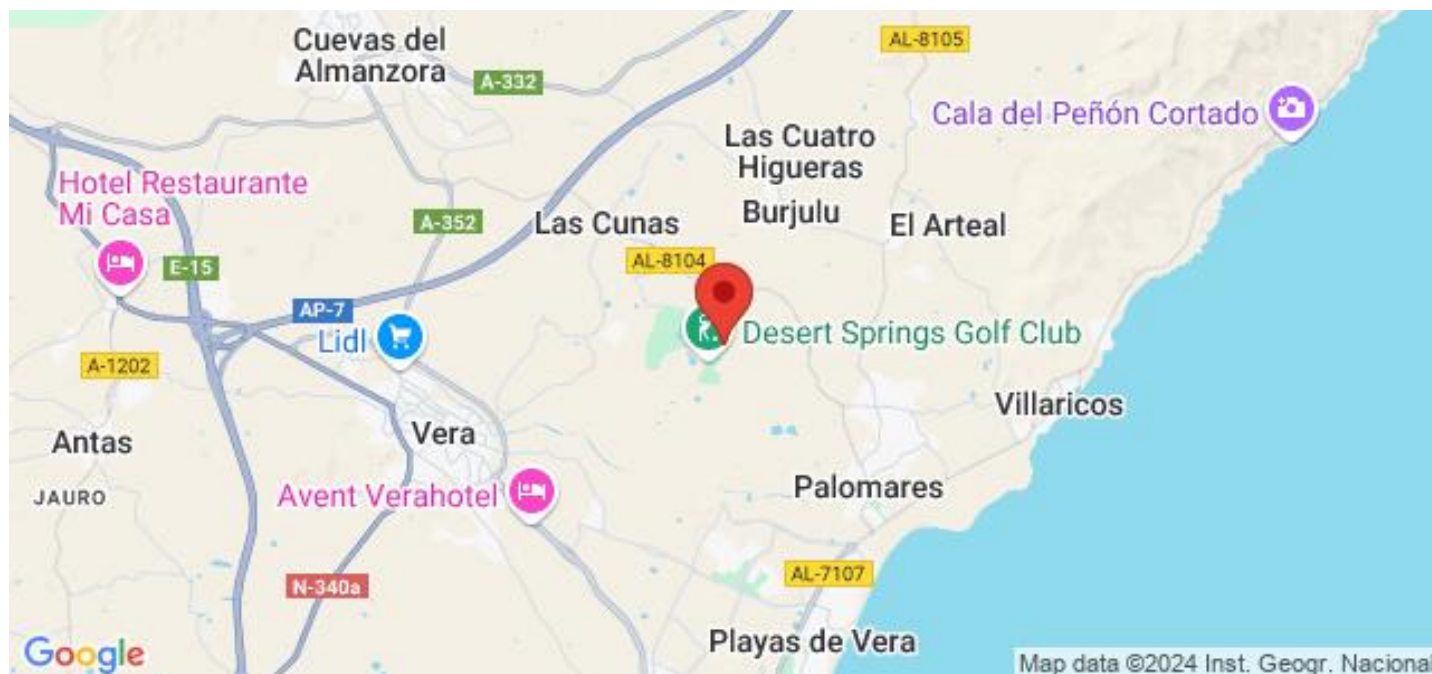 Cuevas del
Almanzora
AL-8105
A-332
Cala del Peñón Cortado
Las Cuatro
Higueras
Hotel Restaurante
Mi Casa
A-352
Las Cunas
Burjulu
El Arteal
E-15
AL-8104
AP-7
Lidl
Desert Springs Golf Club
A-1202
Villaricos
Antas
Vera
JAURO
Avent Verahotel
Palomares
N-340a
AL-7107
Playas de Vera
Google
Map data ©2024 Inst. Geogr. Nacional